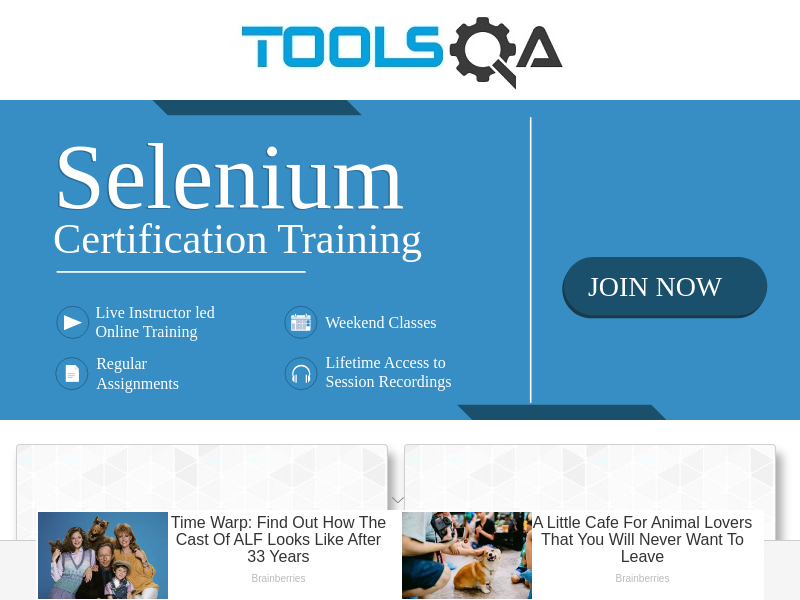 TOOLSQA
Selenium
Certification Training
JOIN NOW
Live Instructor led
Online Training
Weekend Classes
Regular
Assignments
Lifetime Access to
Session Recordings
Time Warp: Find Out How The
Cast Of ALF Looks Like After
33 Years
Brainberries
A Little Cafe For Animal Lovers
That You Will Never Want To
Leave
Brainberries